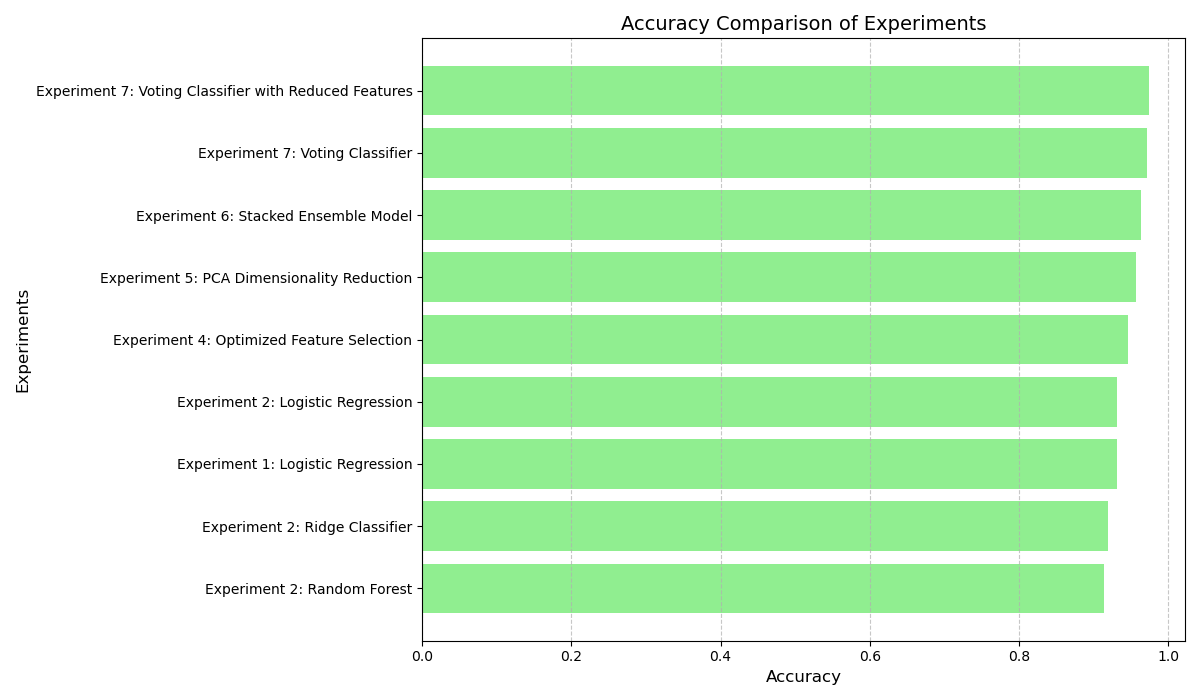 Accuracy Comparison of Experiments
Experiment 7: Voting Classifier with Reduced Features
Experiment 7: Voting Classifier
Experiment 6: Stacked Ensemble Model
Experiment 5: PCA Dimensionality Reduction
Experiment 4: Optimized Feature Selection
Experiment 2: Logistic Regression
Experiment 1: Logistic Regression
Experiment 2: Ridge Classifier
Experiment 2: Random Forest
Experiments
0.0 0.2 0.4 0.6 0.8 1.0
Accuracy